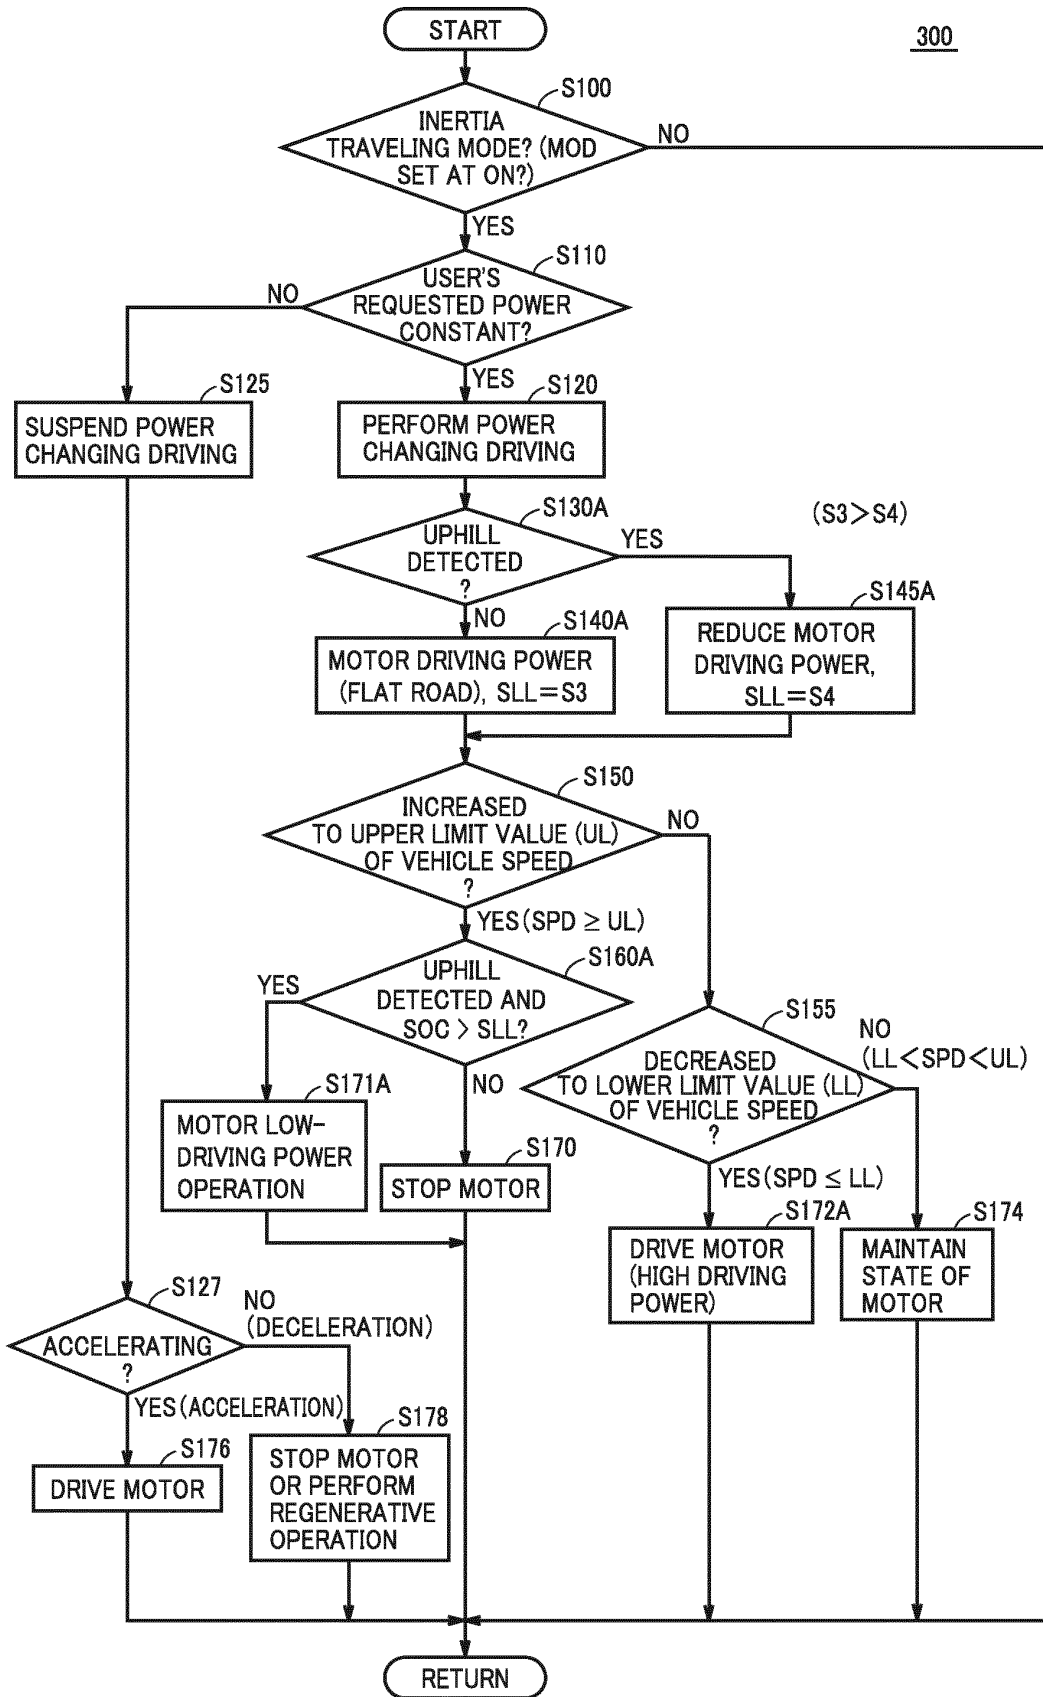 START
300
S100
INERTIA
TRAVELING MODE? (MOD
SET AT ON?)
NO
YES
S110
USER'S
REQUESTED POWER
CONSTANT?
NO
YES
S125
SUSPEND POWER
CHANGING DRIVING
S120
PERFORM POWER
CHANGING DRIVING
S130A
UPHILL
DETECTED
?
YES
(S3>S4)
NO
S140A
MOTOR DRIVING POWER
(FLAT ROAD), SLL=S3
S145A
REDUCE MOTOR
DRIVING POWER,
SLL=S4
S150
INCREASED
TO UPPER LIMIT VALUE (UL)
OF VEHICLE SPEED
?
NO
YES(SPD ≥ UL)
S160A
UPHILL
DETECTED AND
SOC > SLL?
YES
NO
S155
DECREASED
TO LOWER LIMIT VALUE (LL)
OF VEHICLE SPEED
?
NO
(LL<SPD<UL)
YES(SPD ≤ LL)
S171A
MOTOR LOW-
DRIVING POWER
OPERATION
S170
STOP MOTOR
S172A
DRIVE MOTOR
(HIGH DRIVING
POWER)
S174
MAINTAIN
STATE OF
MOTOR
S127
ACCELERATING
?
NO
(DECELERATION)
YES(ACCELERATION)
S176
DRIVE MOTOR
S178
STOP MOTOR
OR PERFORM
REGENERATIVE
OPERATION
RETURN